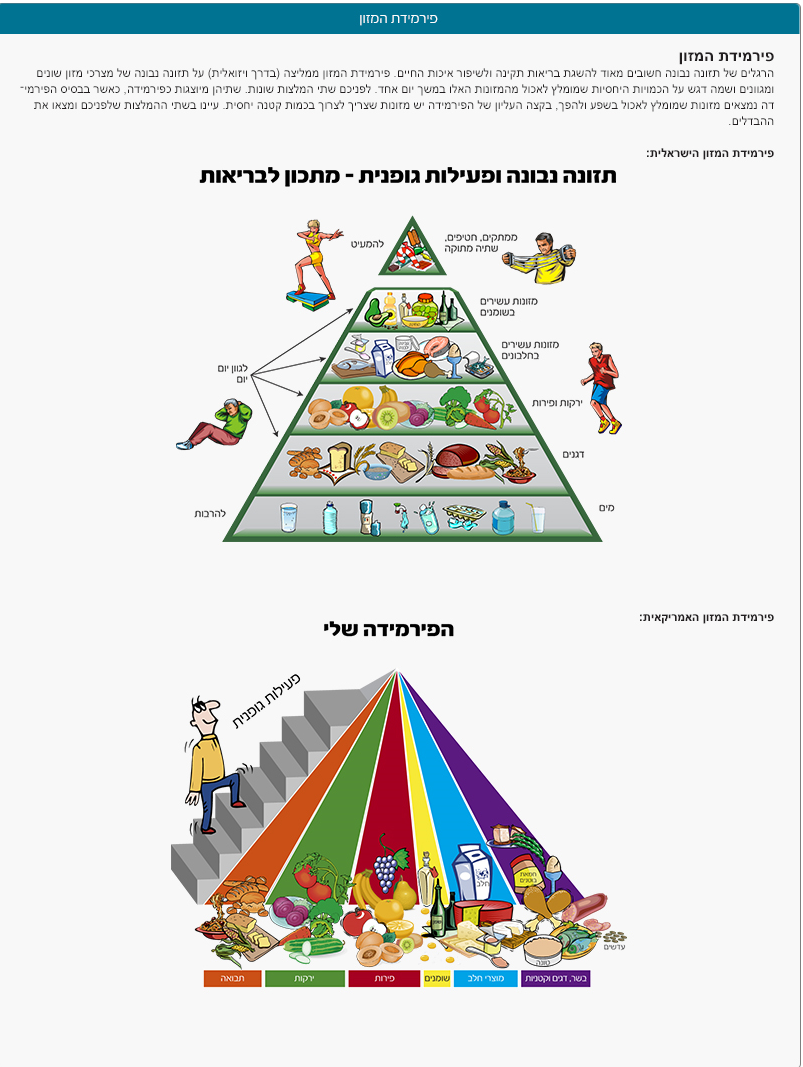 פירמידת המזון
פירמידת המזון
הרגלים של תזונה נבונה חשובים מאוד להשגת בריאות תקינה ולשיפור איכות החיים. פירמידת המזון ממליצה (בדרך ויזואלית) על תזונה נבונה של מצרכי מזון שונים
ומגוונים ושמה דגש על הכמויות היחסיות שמומלץ לאכול מהמזונות האלו במשך יום אחד. לפניכם שתי המלצות שונות. שתיהן מיוצגות כפירמידה, כאשר בבסיס הפירמי־
דה נמצאים מזונות שמומלץ לאכול בשפע ולהפך, בקצה העליון של הפירמידה יש מזונות שצריך לצרוך בכמות קטנה יחסית. עיינו בשתי ההמלצות שלפניכם ומצאו את
ההבדלים.
פירמידת המזון הישראלית:
תזונה נבונה ופעילות גופנית - מתכון לבריאות
ממתקים, חטיפים,
שתיה מתוקה
להמעיט
מזונות עשירים
בשומנים
מזונות עשירים
בחלבונים
לגוון יום
יום
ירקות ופירות
דגנים
מים
להרבות
פירמידת המזון האמריקאית:
הפירמידה שלי
פעילות גופנית
חלב
חמאת
בוטנים
טונה
עדשים
בשר, דגים וקטניות
מוצרי חלב
שומנים
פירות
ירקות
תבואה